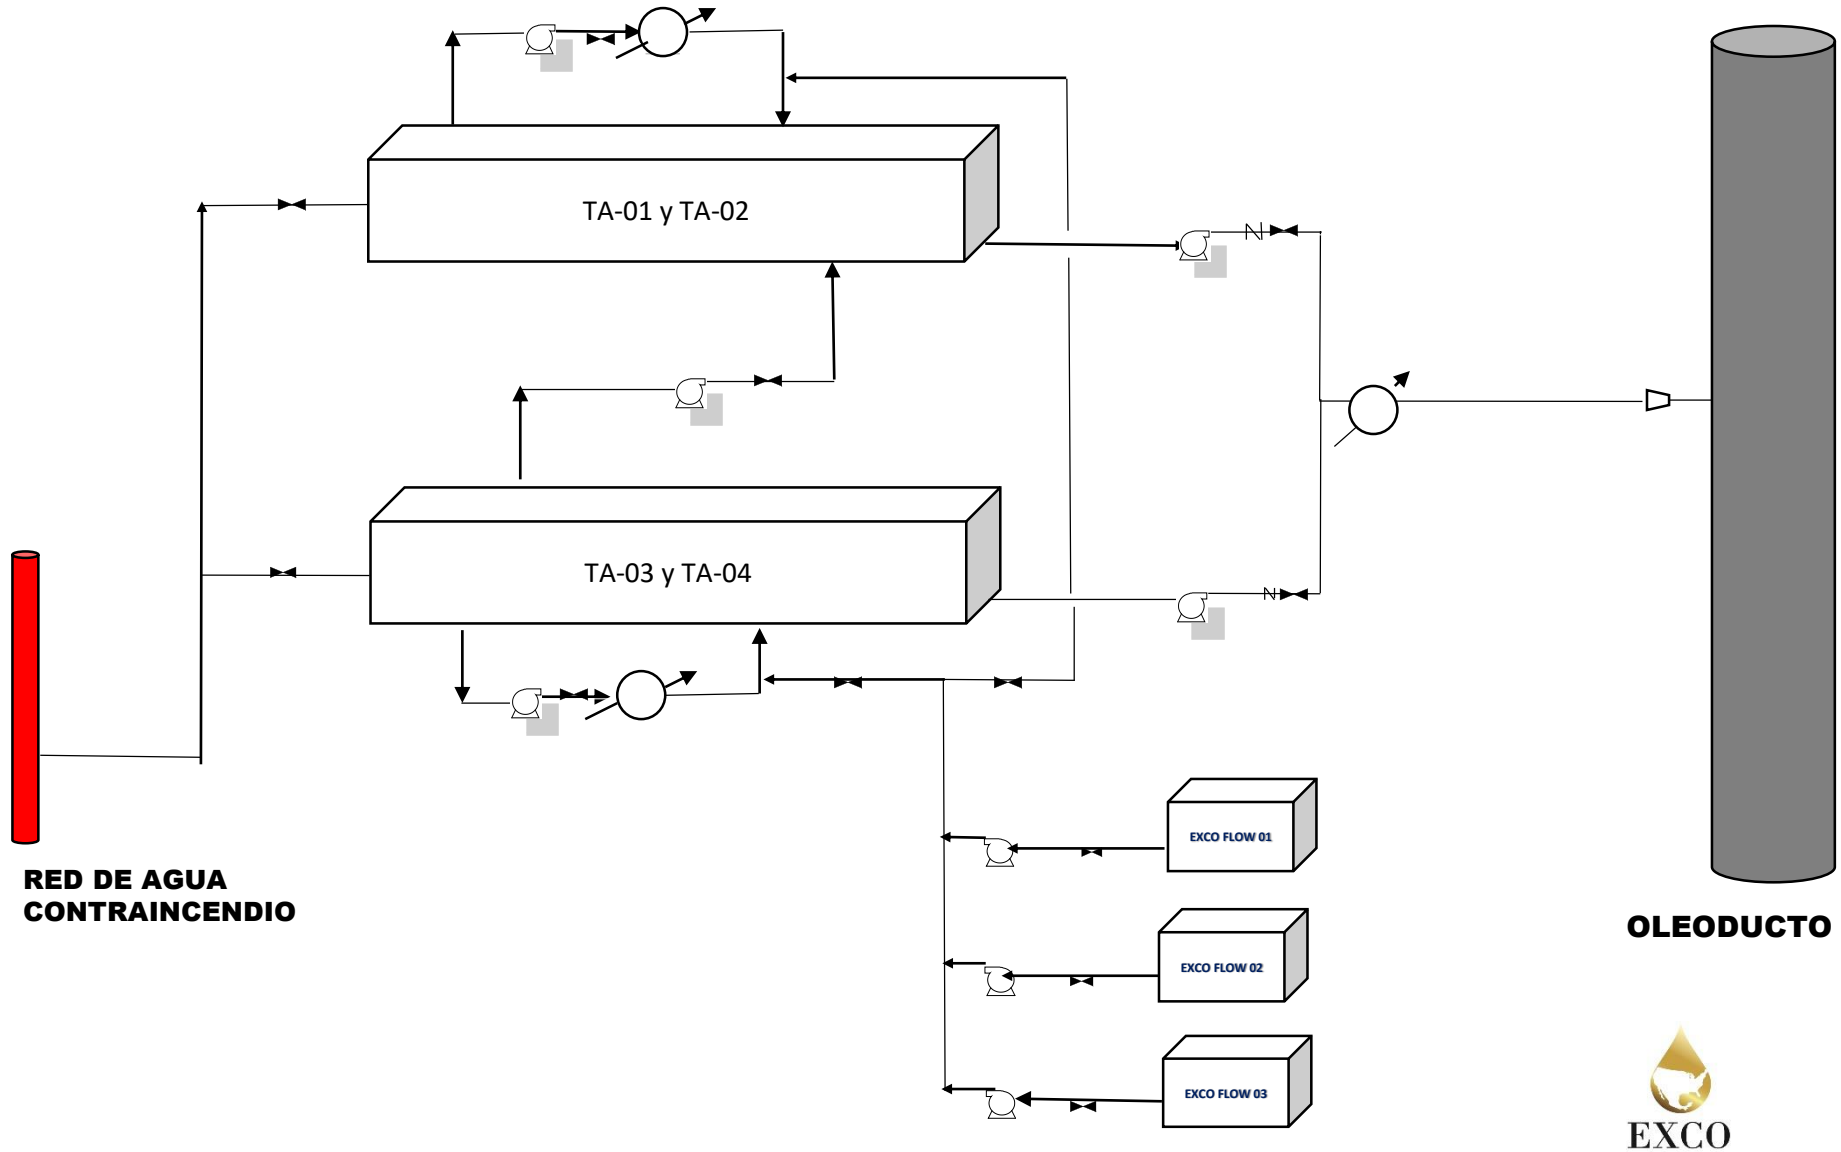 TA-01 y TA-02
TA-03 y TA-04
RED DE AGUA
CONTRAINCENDIO
EXCO FLOW 01
EXCO FLOW 02
EXCO FLOW 03
OLEODUCTO
EXCO